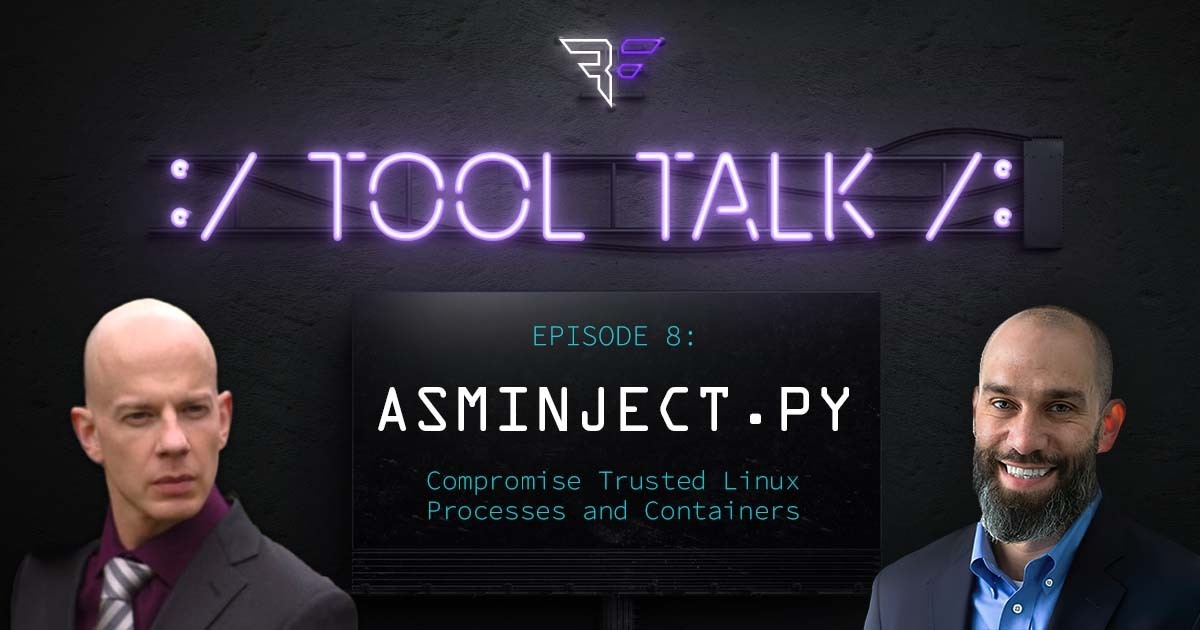 :/ TOOL TALK /:
EPISODE 8:
ASMINJECT.PY
Compromise Trusted Linux
Processes and Containers